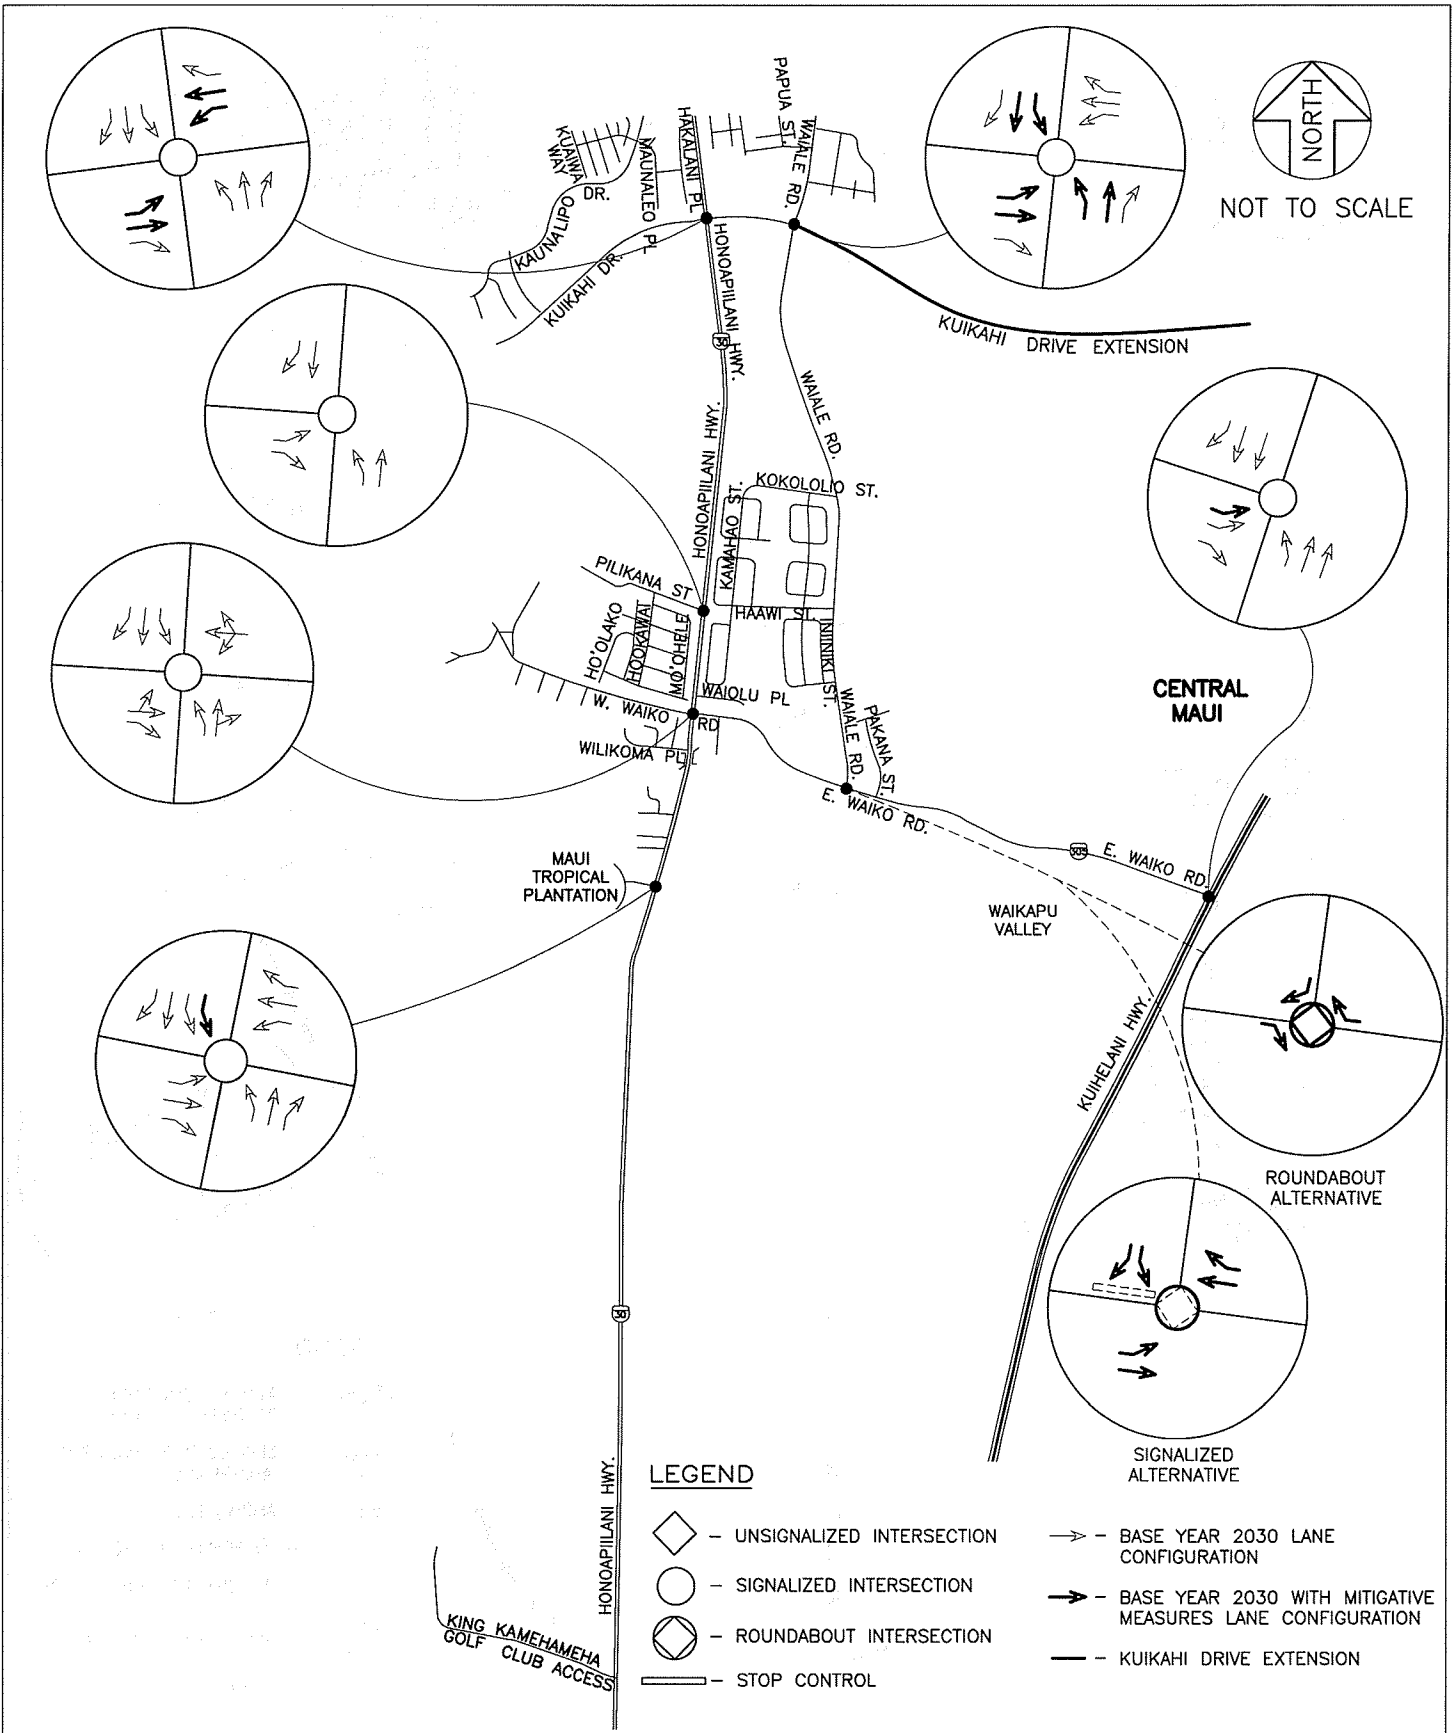 NORTH
NOT TO SCALE
PAPUA ST.
WAIALE RD.
HAKALANI PL
MAUNALEO PL
KUAIWA
WAY
KAUNALIPO DR.
KUIKAHI DR.
HONOAPIILANI HWY.
30
KUIKAHI DRIVE EXTENSION
WAIALE RD.
HONOAPIILANI HWY.
KOKOLOLIO ST.
KAMAHAO ST.
PILIKANA ST
HAAWI ST.
HO'OLAKO
HOOKAWAI
MO'OHELE
ININIKI ST.
WAIOLU PL
W. WAIKO RD
WILIKOMA PL
WAIALE RD.
PAKANA ST.
E. WAIKO RD.
CENTRAL
MAUI
305
E. WAIKO RD.
MAUI
TROPICAL
PLANTATION
WAIKAPU
VALLEY
KUIHELANI HWY.
ROUNDABOUT
ALTERNATIVE
SIGNALIZED
ALTERNATIVE
30
HONOAPIILANI HWY.
KING KAMEHAMEHA
GOLF CLUB ACCESS
LEGEND
– UNSIGNALIZED INTERSECTION
– SIGNALIZED INTERSECTION
– ROUNDABOUT INTERSECTION
– STOP CONTROL
– BASE YEAR 2030 LANE
CONFIGURATION
– BASE YEAR 2030 WITH MITIGATIVE
MEASURES LANE CONFIGURATION
– KUIKAHI DRIVE EXTENSION